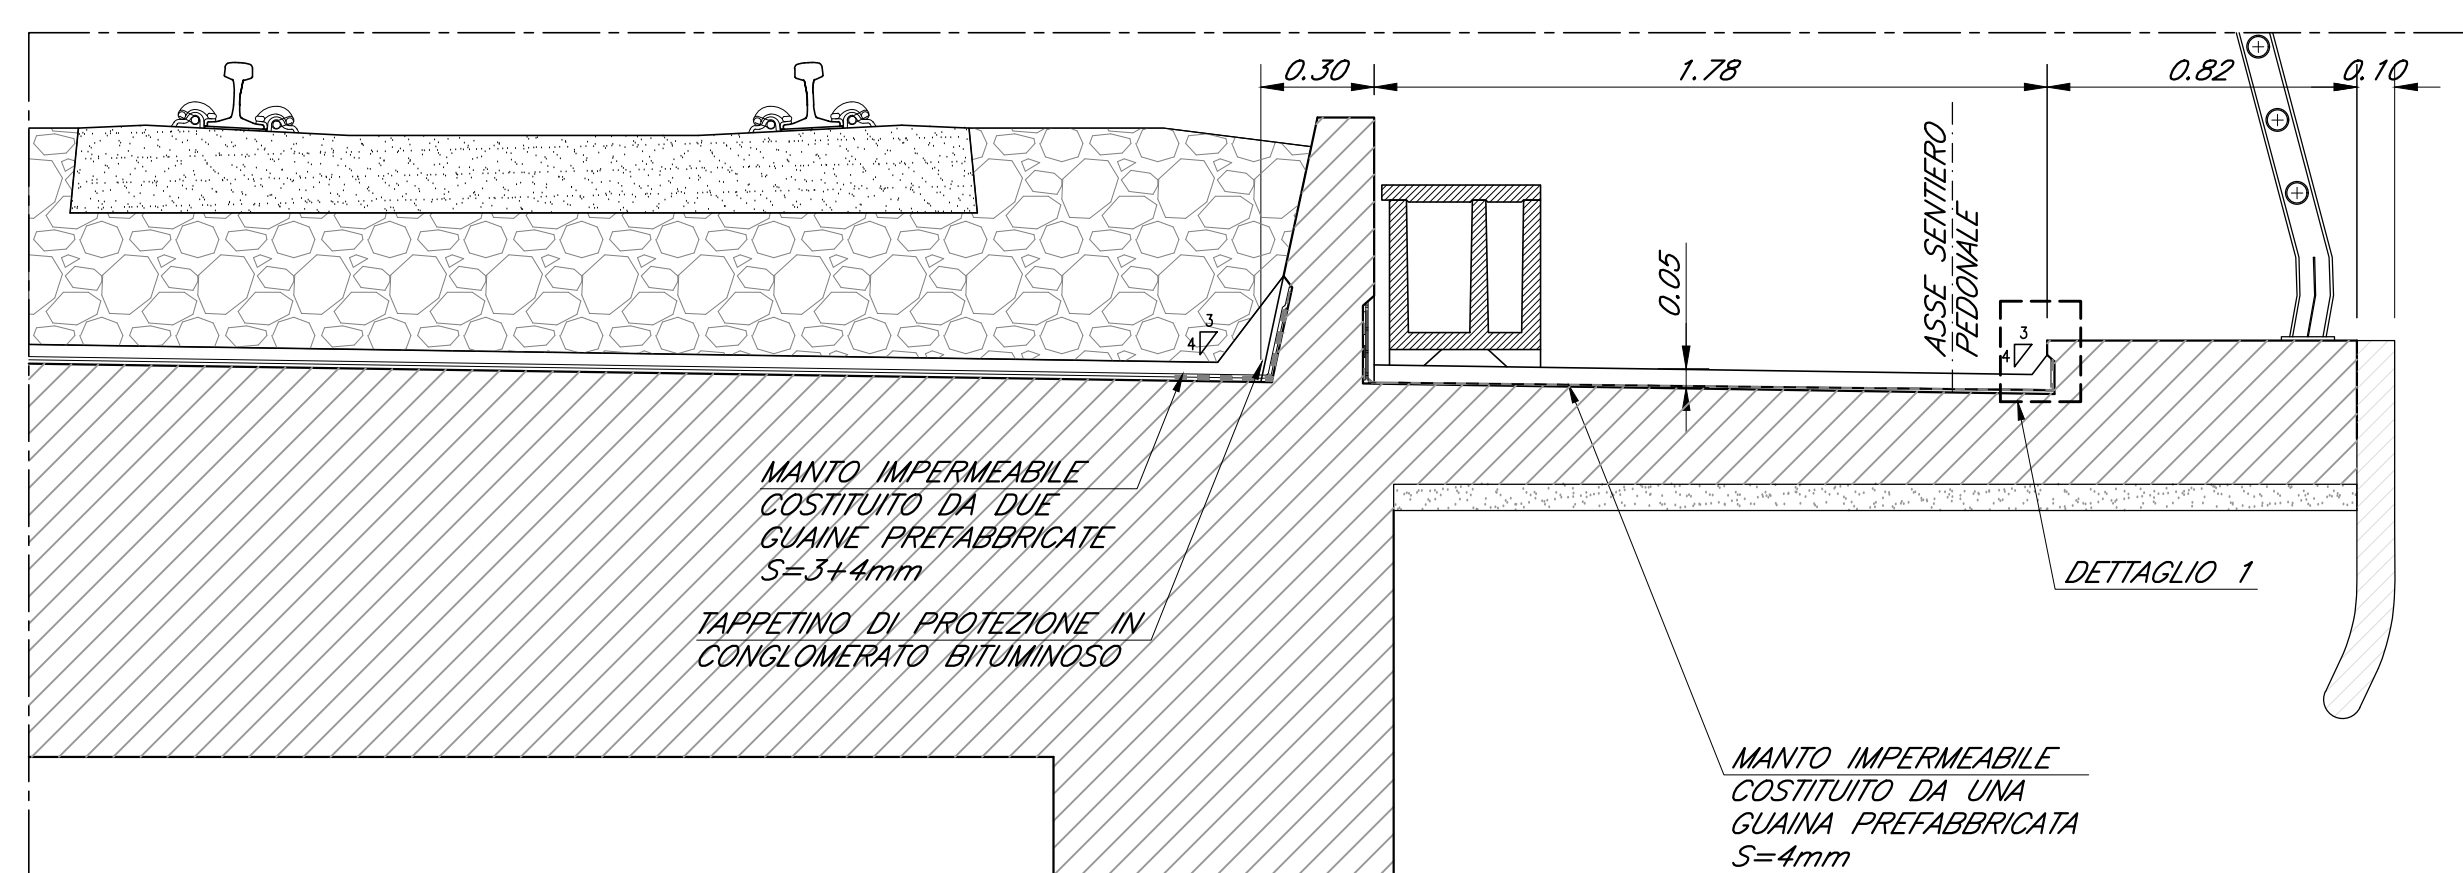 0.30
1.78
0.82
0.10
ASSE SENTIERO
PEDONALE
0.05
3
4
3
4
MANTO IMPERMEABILE
COSTITUITO DA DUE
GUAINE PREFABBRICATE
S=3+4mm
TAPPETINO DI PROTEZIONE IN
CONGLOMERATO BITUMINOSO
DETTAGLIO 1
MANTO IMPERMEABILE
COSTITUITO DA UNA
GUAINA PREFABBRICATA
S=4mm